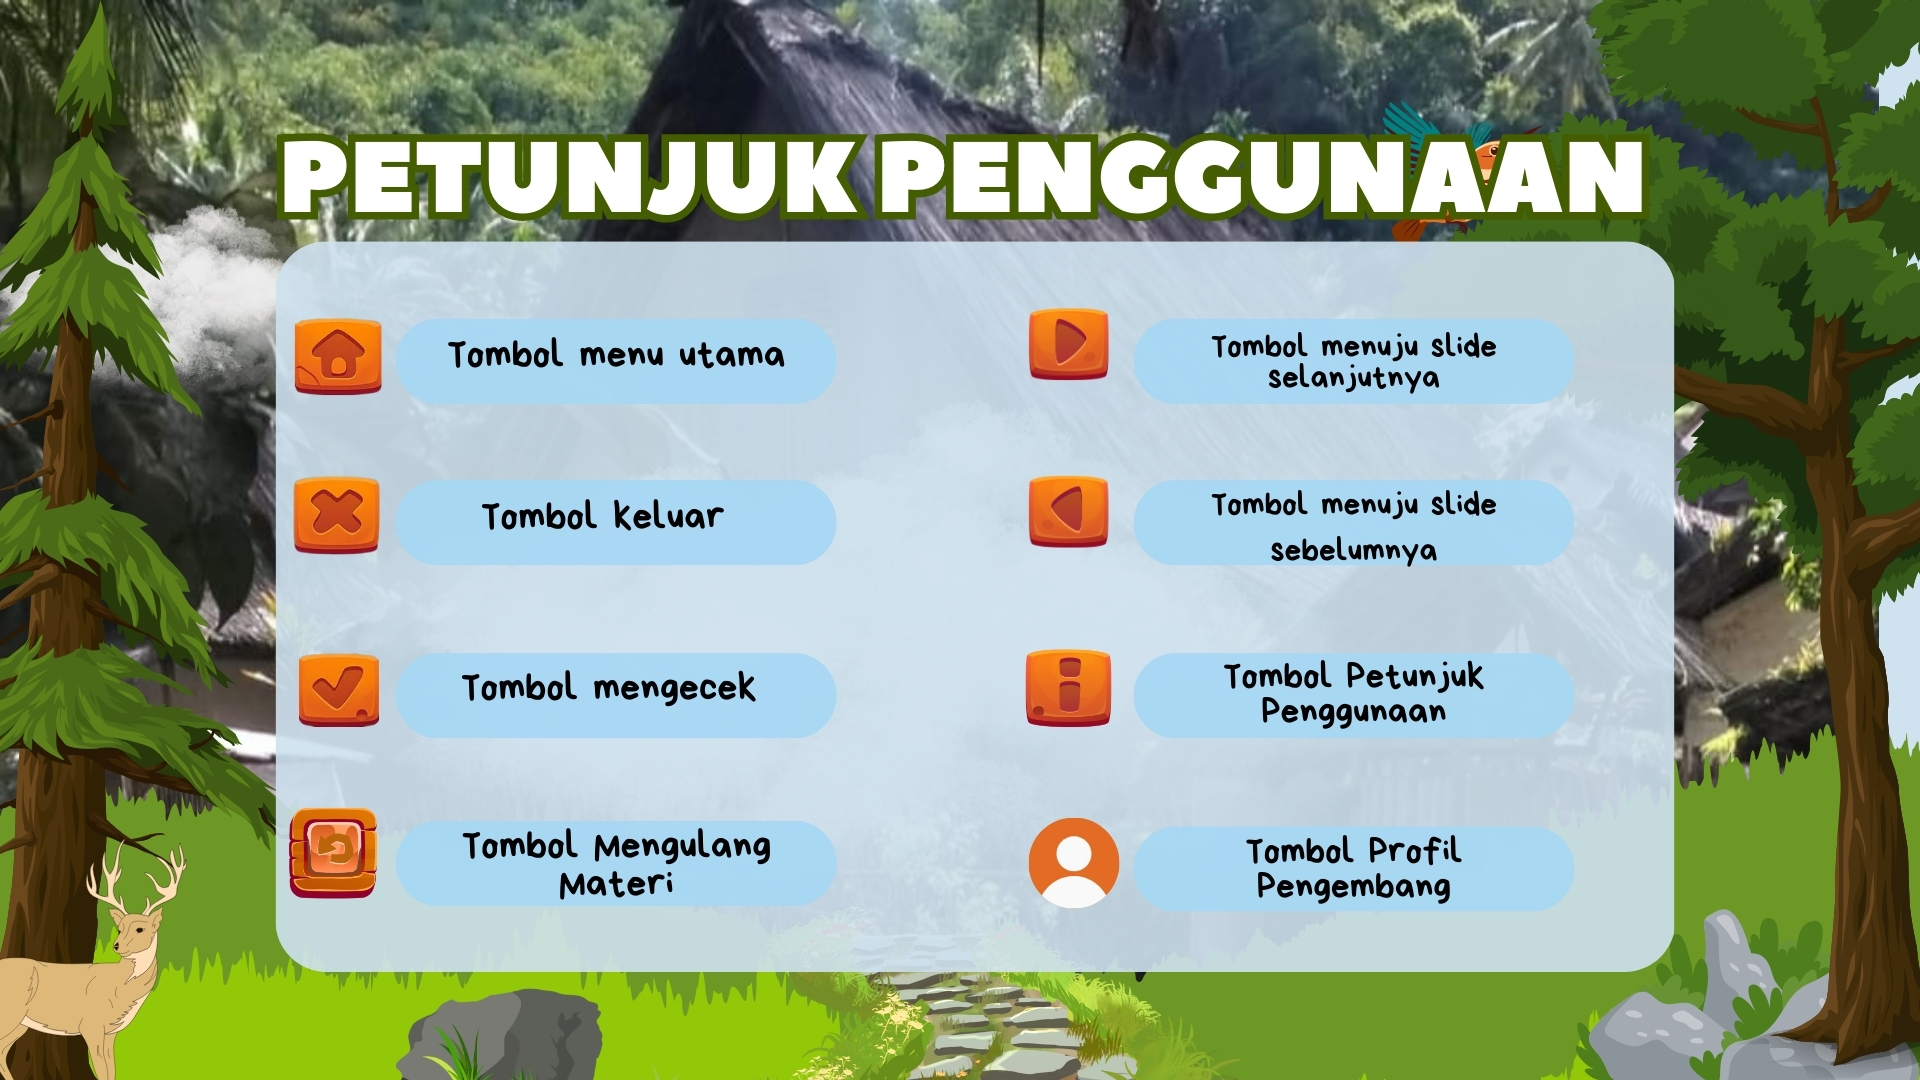 PETUNJUK PENGGUNAAN
Tombol menu utama
Tombol keluar
Tombol mengecek
Tombol Mengulang
Materi
Tombol menuju slide
selanjutnya
Tombol menuju slide
sebelumnya
Tombol Petunjuk
Penggunaan
Tombol Profil
Pengembang